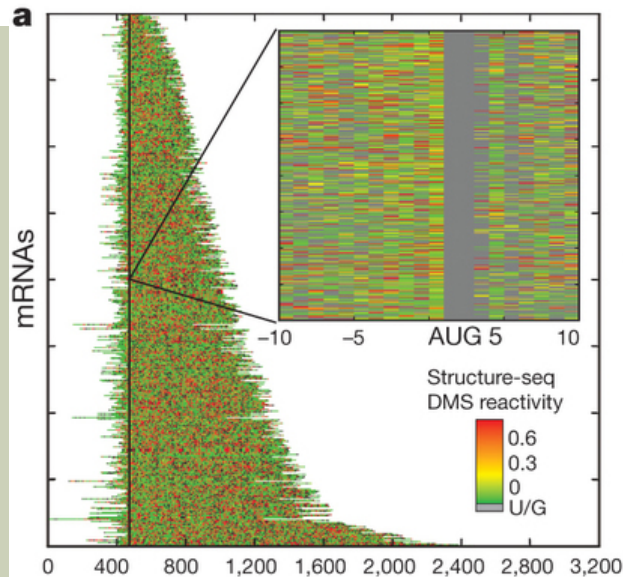 a
mRNAs
−10 −5 AUG 5 10
Structure-seq
DMS reactivity
0.6
0.3
0
U/G
0 400 800 1,200 1,600 2,000 2,400 2,800 3,200